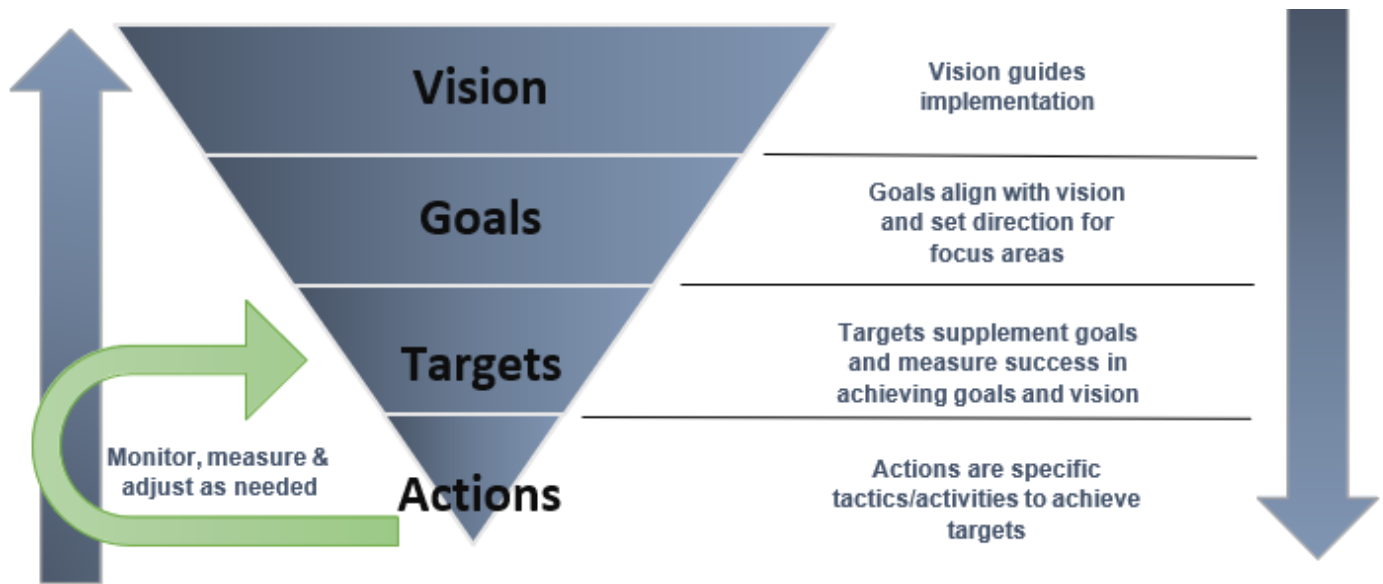 Vision
Vision guides
implementation
Goals
Goals align with vision
and set direction for
focus areas
Targets
Targets supplement goals
and measure success in
achieving goals and vision
Monitor, measure &
adjust as needed
Actions
Actions are specific
tactics/activities to achieve
targets